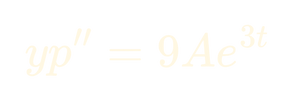 yp'' = 9Ae^{3t}